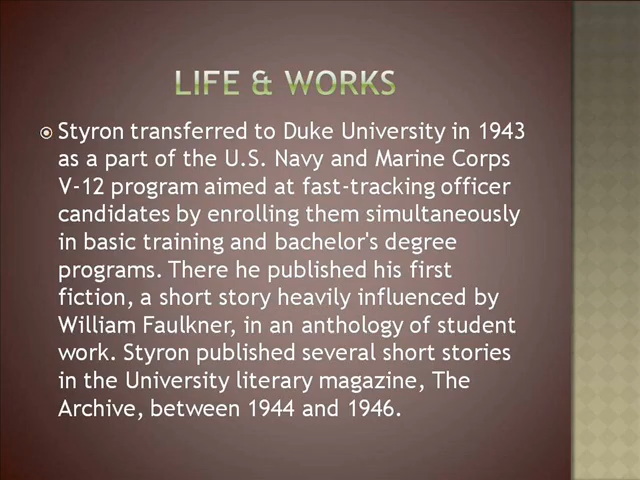 LIFE & WORKS
Styron transferred to Duke University in 1943
as a part of the U.S. Navy and Marine Corps
V-12 program aimed at fast-tracking officer
candidates by enrolling them simultaneously
in basic training and bachelor's degree
programs. There he published his first
fiction, a short story heavily influenced by
William Faulkner, in an anthology of student
work. Styron published several short stories
in the University literary magazine, The
Archive, between 1944 and 1946.